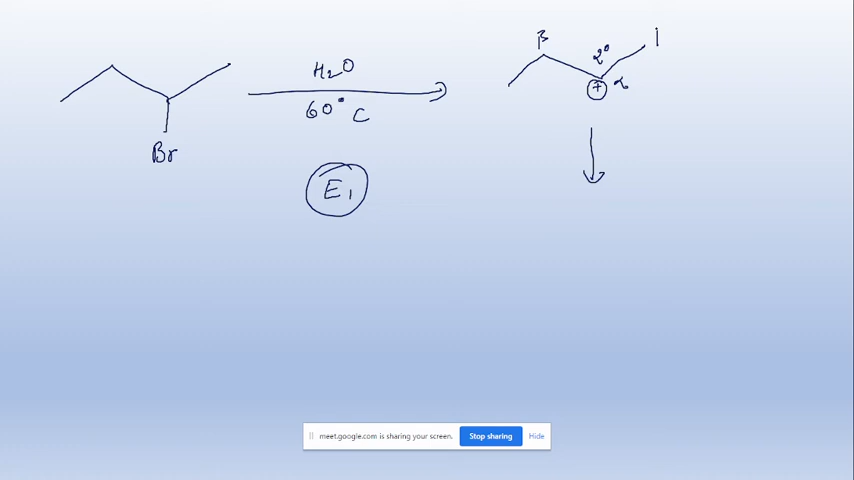 β
2°
1
H2O
+
α
60° C
Br
E1
meet.google.com is sharing your screen.
Stop sharing
Hide